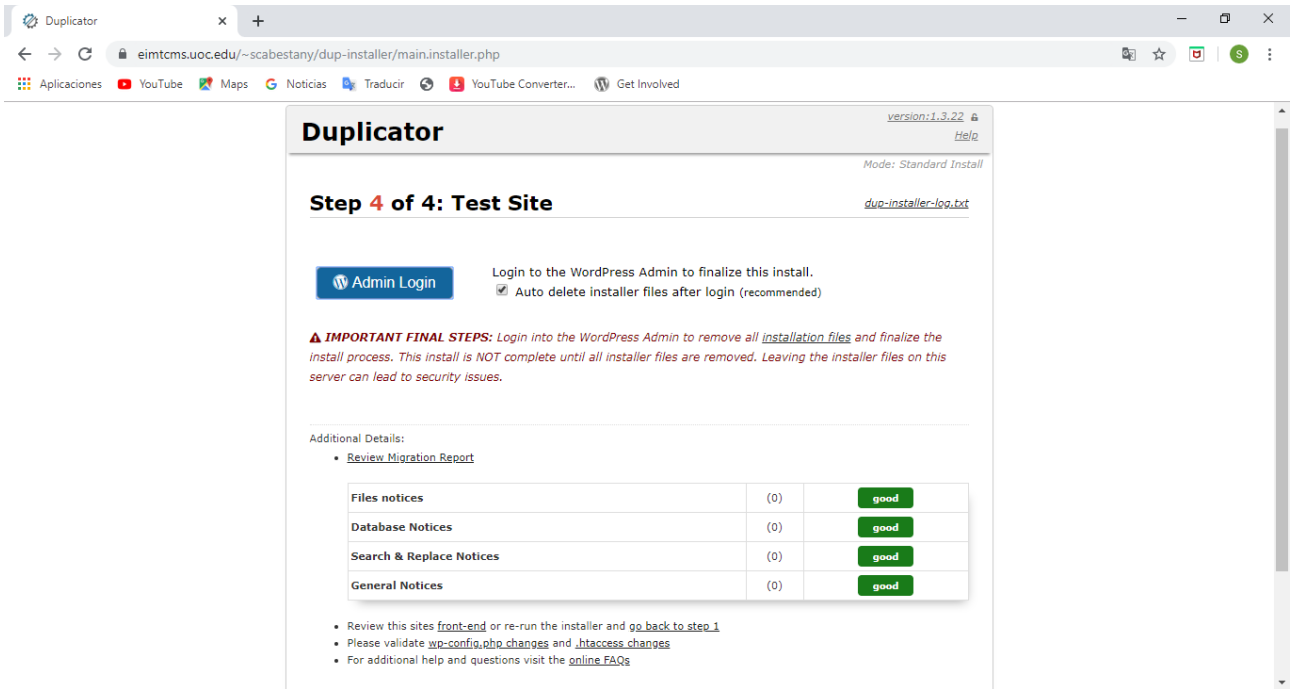 Duplicator
eimtcms.uoc.edu/~scabestany/dup-installer/main.installer.php
S
Aplicaciones YouTube Maps Noticias Traducir YouTube Converter... Get Involved
Duplicator
version:1.3.22
Help
Mode: Standard Install
Step 4 of 4: Test Site
dup-installer-log.txt
Admin Login
Login to the WordPress Admin to finalize this install.
Auto delete installer files after login (recommended)
IMPORTANT FINAL STEPS: Login into the WordPress Admin to remove all installation files and finalize the
install process. This install is NOT complete until all installer files are removed. Leaving the installer files on this
server can lead to security issues.
Additional Details:
• Review Migration Report
Files notices (0) good
Database Notices (0) good
Search & Replace Notices (0) good
General Notices (0) good
• Review this sites front-end or re-run the installer and go back to step 1
• Please validate wp-config.php changes and .htaccess changes
• For additional help and questions visit the online FAQs